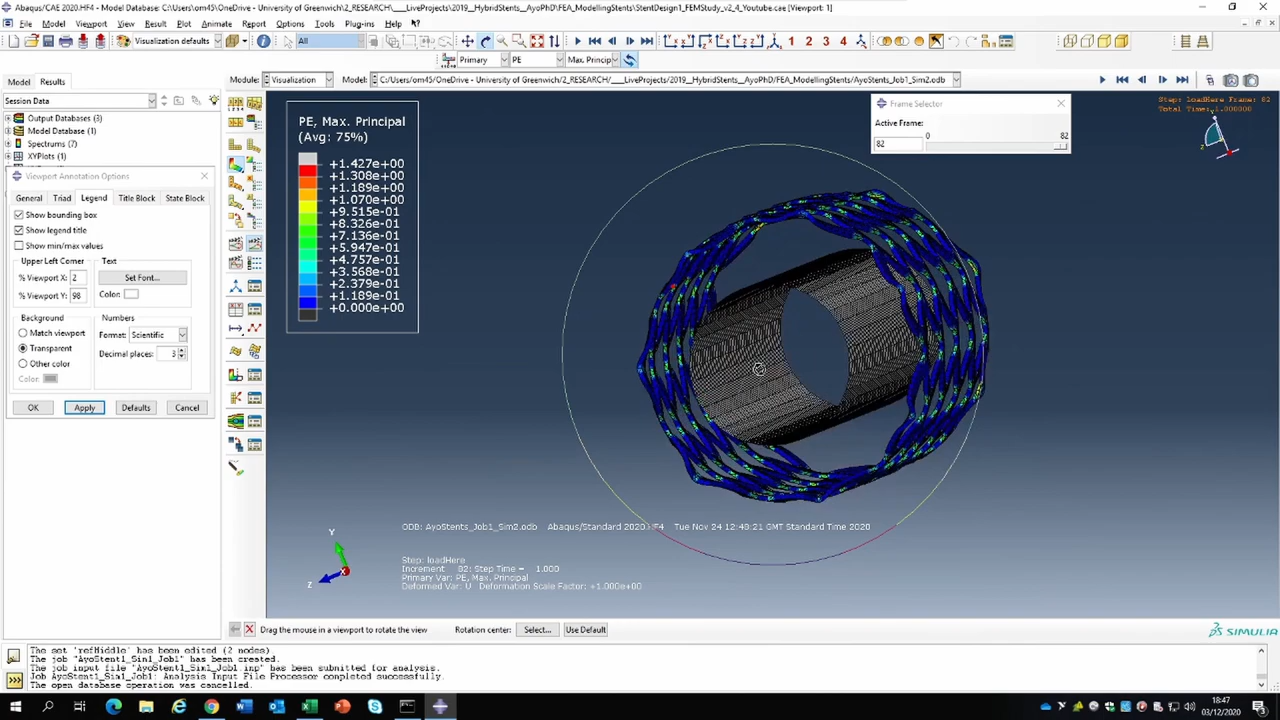 Abaqus/CAE 2020.HF4 - Model Database: C:\Users\om45\OneDrive - University of Greenwich\2_RESEARCH\__LiveProjects\2019__HybridStents__AyoPhD\FEA_ModellingStent\StentDesign1_FEMStudy_v2_4_Youtube.cae [Viewport: 1]
File Model Viewport View Result Plot Animate Report Options Tools Plug-ins Help
Visualization defaults All 1 2 3 4
Primary PE Max. Principal
Model Results
Module: Visualization Model: C:/Users/om45/OneDrive - University of Greenwich/2_RESEARCH/__LiveProjects/2019__HybridStents__AyoPhD/FEA_ModellingStent/AyoStents_Job1_Sim2.odb
Session Data
Output Databases (3)
Model Database (1)
Spectrums (7)
XYPlots (1)
Viewport Annotation Options
General Triad Legend Title Block State Block
Show bounding box
Show legend title
Show min/max values
Upper Left Corner Text
% Viewport X: 2 Set Font...
% Viewport Y: 98 Color:
Background Numbers
Match viewport Format: Scientific
Transparent Decimal places: 3
Other color
Color:
OK Apply Defaults Cancel
PE, Max. Principal
(Avg: 75%)
+1.427e+00
+1.308e+00
+1.189e+00
+1.070e+00
+9.515e-01
+8.326e-01
+7.136e-01
+5.947e-01
+4.757e-01
+3.568e-01
+2.379e-01
+1.189e-01
+0.000e+00
Frame Selector
Active Frame: 0 82
82
Step: loadHere Frame: 82
Total Time: 1.000000
ODB: AyoStents_Job1_Sim2.odb Abaqus/Standard 2020.HF4 Tue Nov 24 12:49:21 GMT Standard Time 2020
Step: loadHere
Increment 82: Step Time = 1.000
Primary Var: PE, Max. Principal
Deformed Var: U Deformation Scale Factor: +1.000e+00
Y
Z
X
Drag the mouse in a viewport to rotate the view Rotation center: Select... Use Default
SIMULIA
The set 'refMiddle' has been edited (2 nodes).
The job "AyoStent1_Sim1_Job1" has been created.
The job input file "AyoStent1_Sim1_Job1.inp" has been submitted for analysis.
Job AyoStent1_Sim1_Job1: Analysis Input File Processor completed successfully.
The open database operation was cancelled.
18:47
03/12/2020